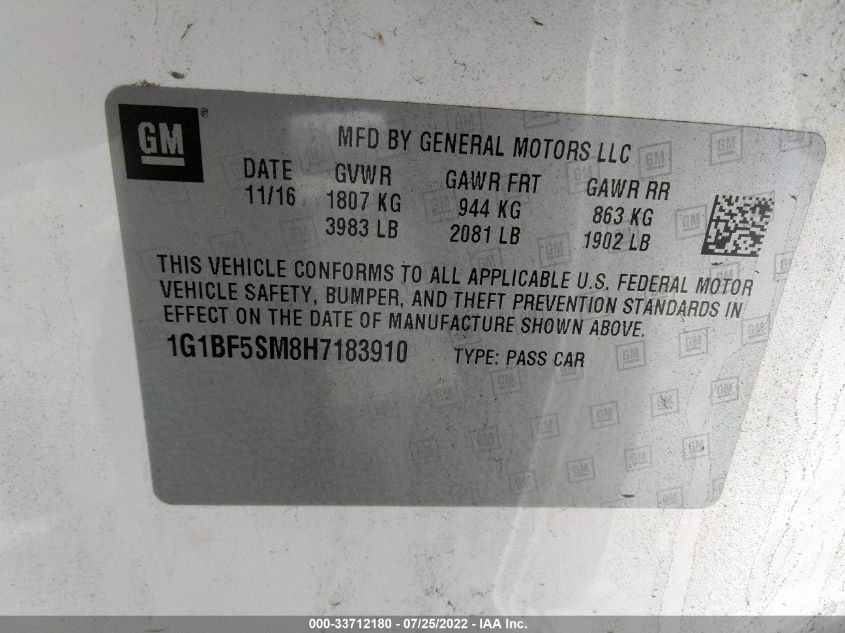 GM ®
MFD BY GENERAL MOTORS LLC
DATE GVWR GAWR FRT GAWR RR
11/16 1807 KG 944 KG 863 KG
3983 LB 2081 LB 1902 LB
THIS VEHICLE CONFORMS TO ALL APPLICABLE U.S. FEDERAL MOTOR
VEHICLE SAFETY, BUMPER, AND THEFT PREVENTION STANDARDS IN
EFFECT ON THE DATE OF MANUFACTURE SHOWN ABOVE.
1G1BF5SM8H7183910 TYPE: PASS CAR
000-33712180 - 07/25/2022 - IAA Inc.